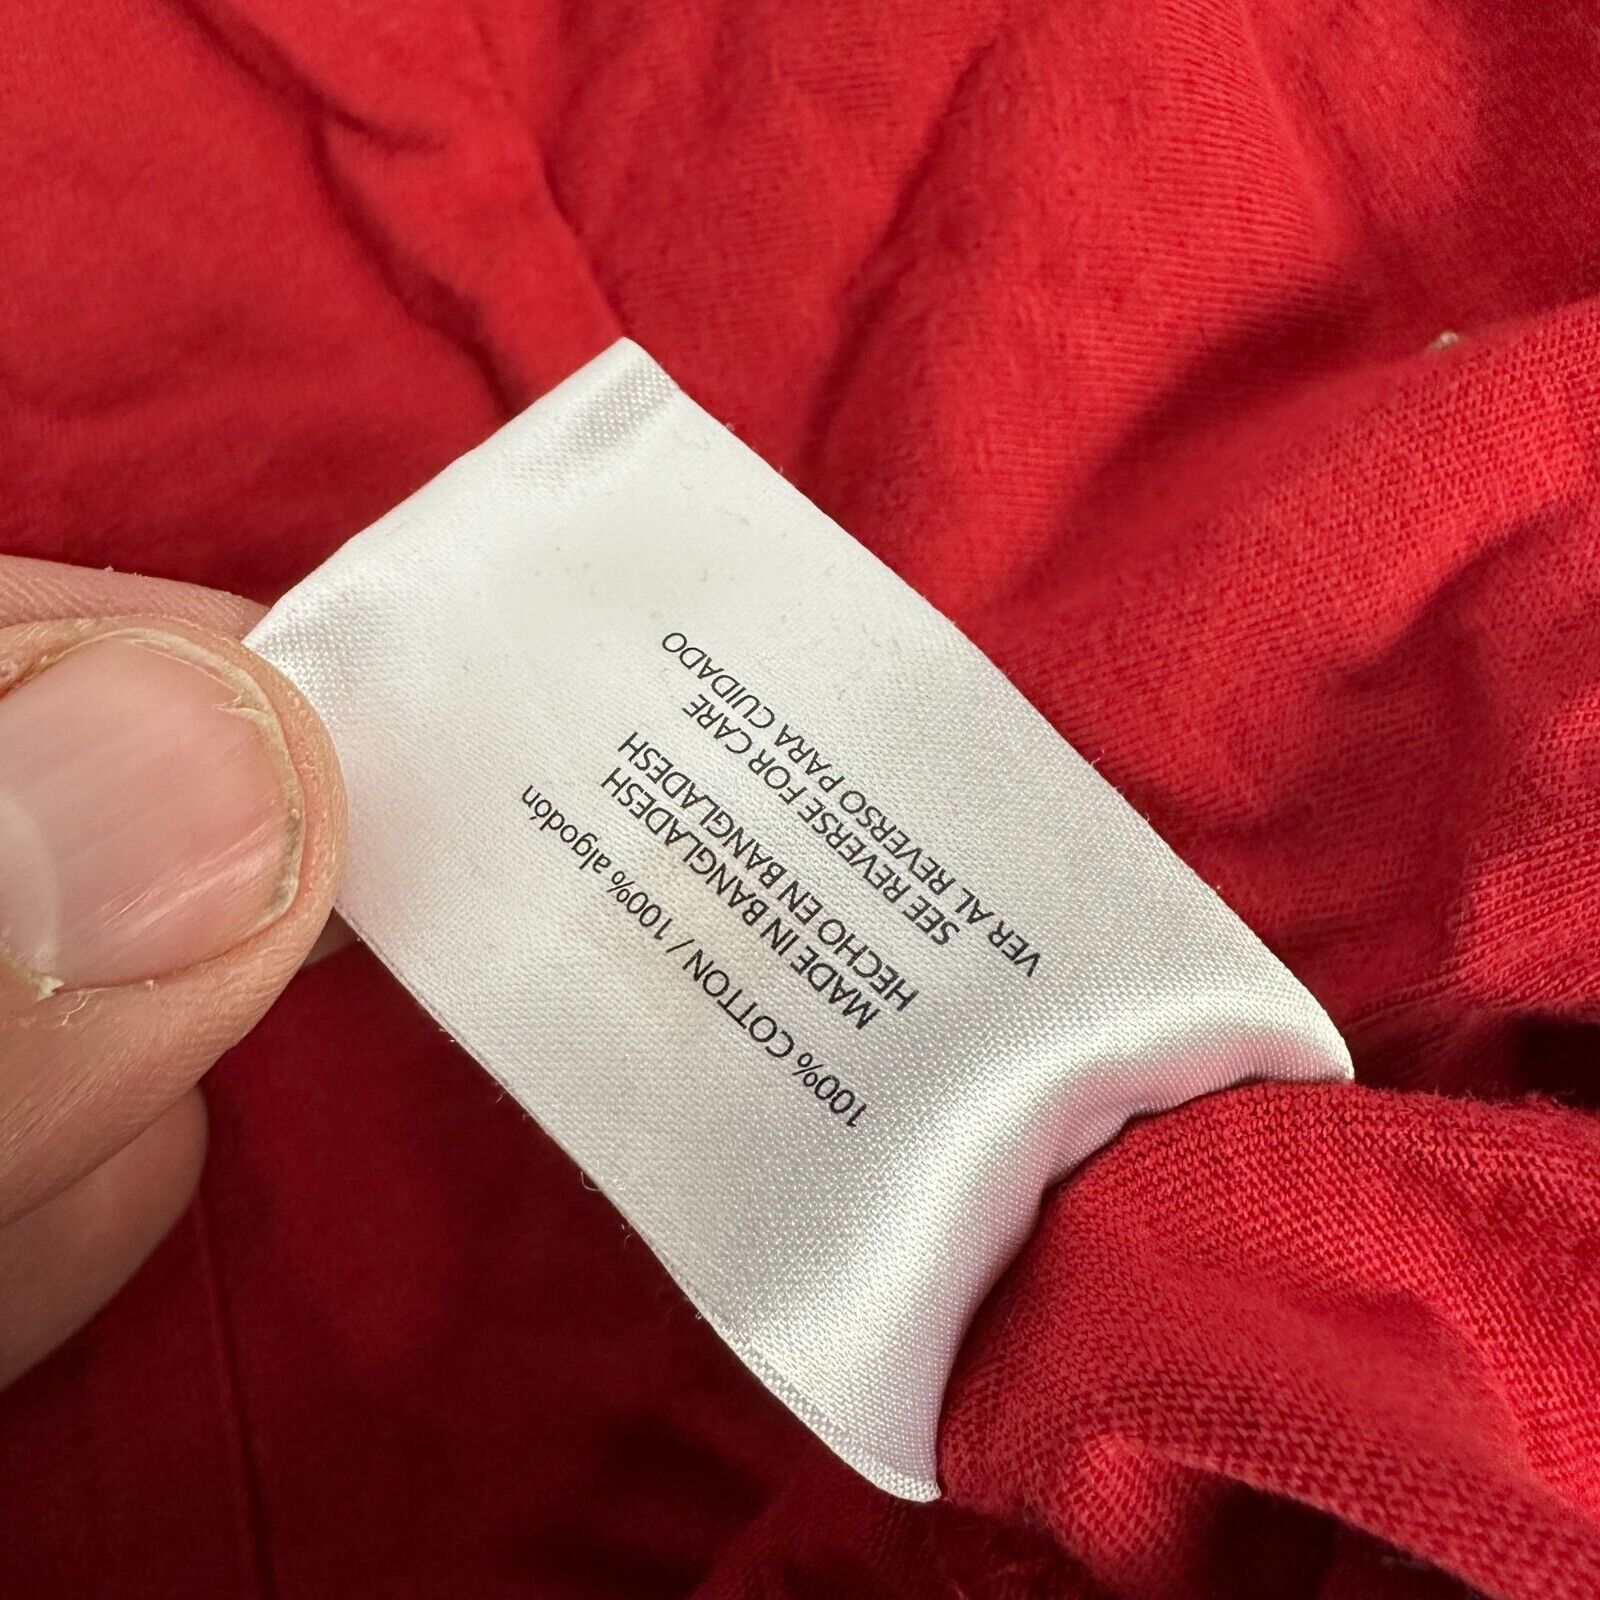 100% COTTON / 100% algodón
MADE IN BANGLADESH
HECHO EN BANGLADESH
SEE REVERSE FOR CARE
VER AL REVERSO PARA CUIDADO